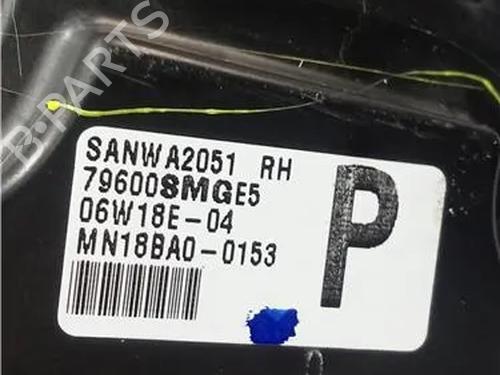 B-PARTS
SANWA2051 RH
79600SMGE5
06W18E-04
MN18BA0-0153
P